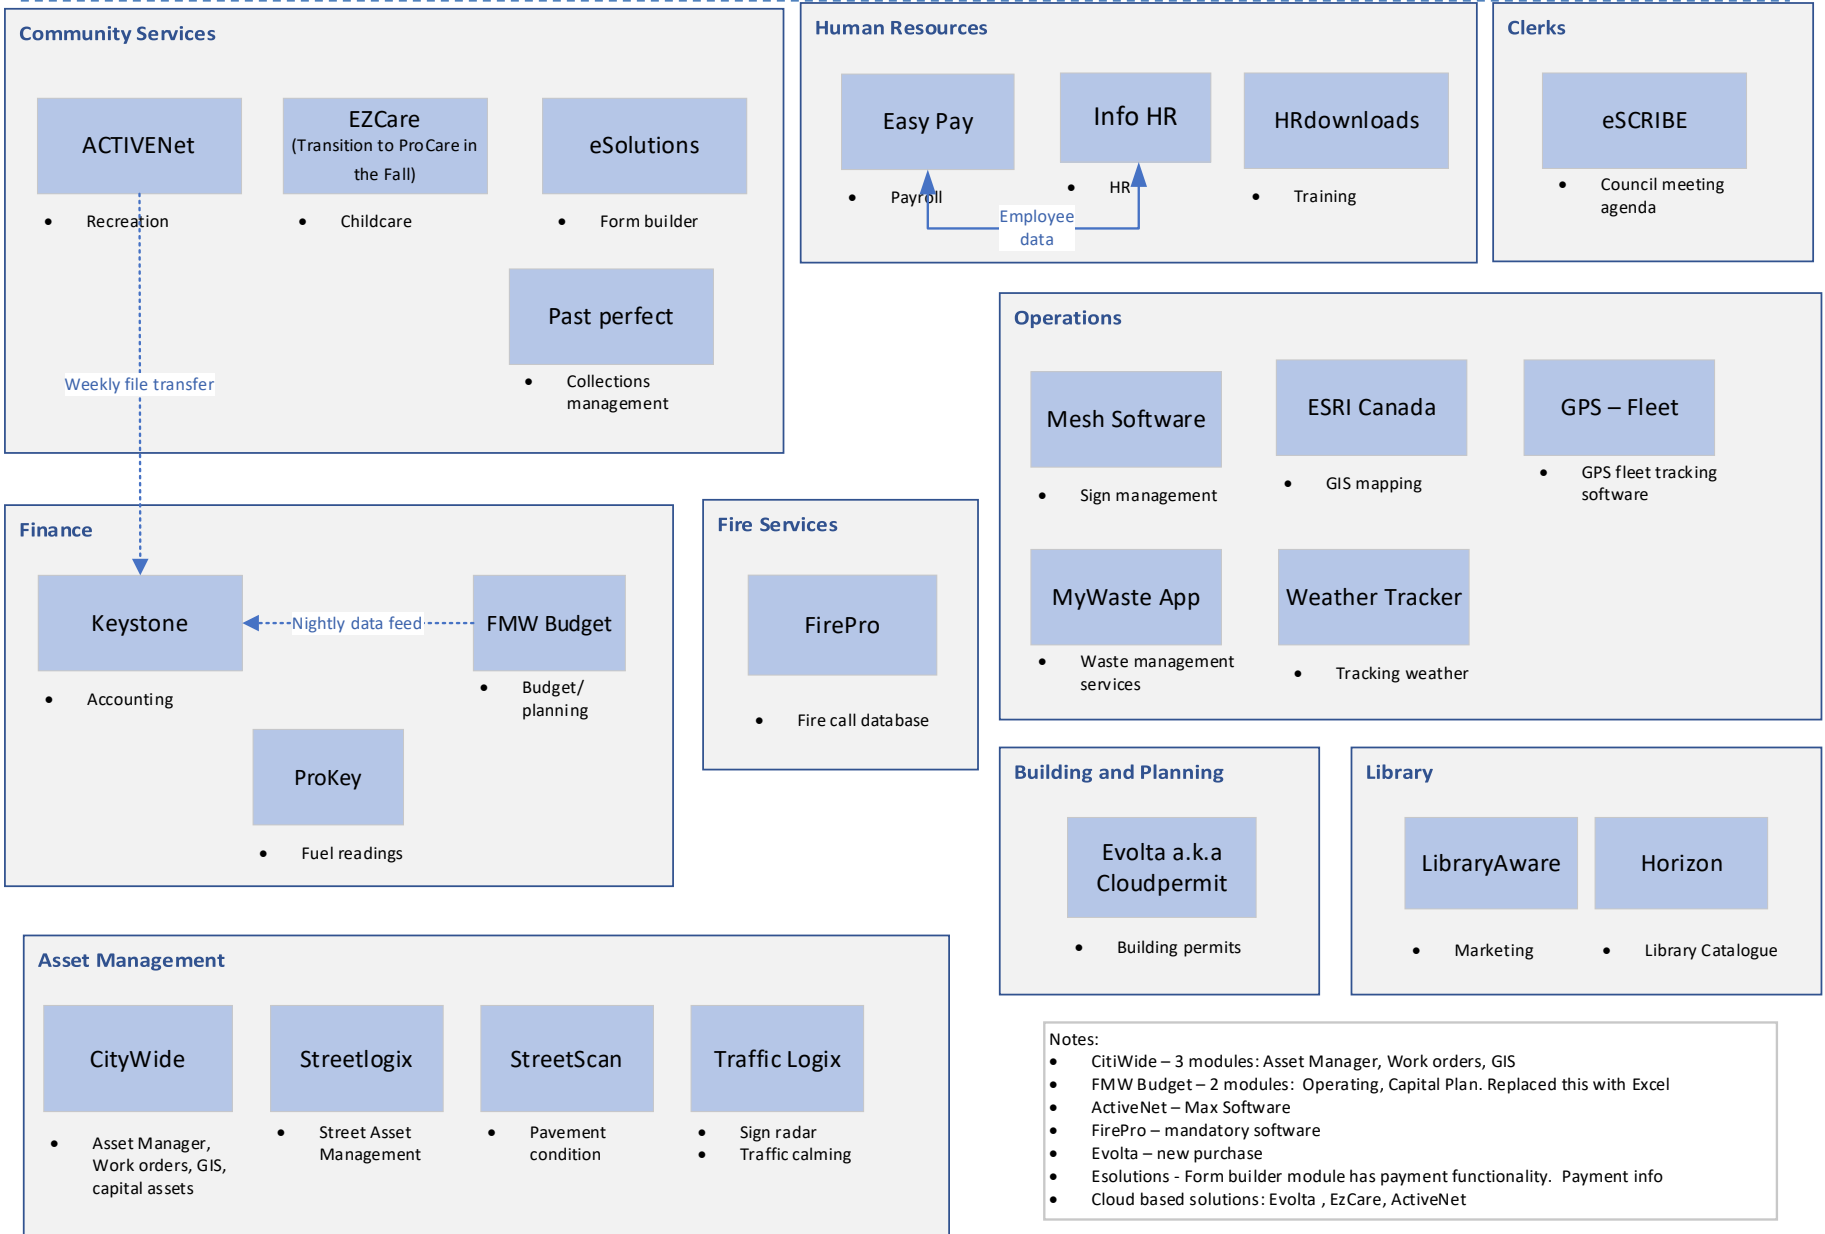 Community Services
ACTIVENet
• Recreation
EZCare
(Transition to ProCare in
the Fall)
• Childcare
eSolutions
• Form builder
Past perfect
• Collections
management
Weekly file transfer
Human Resources
Easy Pay
• Payroll
Info HR
• HR
Employee
data
HRdownloads
• Training
Clerks
eSCRIBE
• Council meeting
agenda
Operations
Mesh Software
• Sign management
ESRI Canada
• GIS mapping
GPS – Fleet
• GPS fleet tracking
software
MyWaste App
• Waste management
services
Weather Tracker
• Tracking weather
Finance
Keystone
• Accounting
Nightly data feed
FMW Budget
• Budget/
planning
ProKey
• Fuel readings
Fire Services
FirePro
• Fire call database
Building and Planning
Evolta a.k.a
Cloudpermit
• Building permits
Library
LibraryAware
• Marketing
Horizon
• Library Catalogue
Asset Management
CityWide
• Asset Manager,
Work orders, GIS,
capital assets
Streetlogix
• Street Asset
Management
StreetScan
• Pavement
condition
Traffic Logix
• Sign radar
• Traffic calming
Notes:
• CitiWide – 3 modules: Asset Manager, Work orders, GIS
• FMW Budget – 2 modules: Operating, Capital Plan. Replaced this with Excel
• ActiveNet – Max Software
• FirePro – mandatory software
• Evolta – new purchase
• Esolutions - Form builder module has payment functionality. Payment info
• Cloud based solutions: Evolta , EzCare, ActiveNet